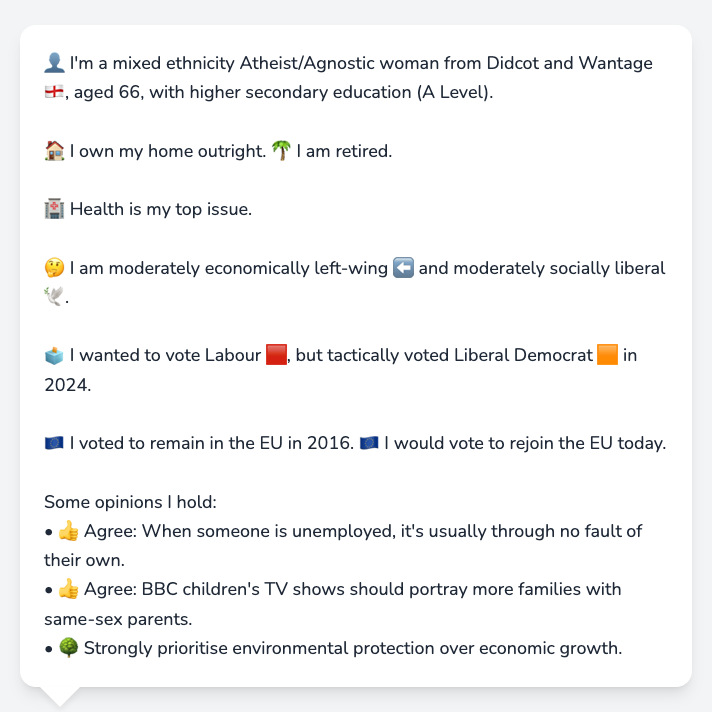 👤 I'm a mixed ethnicity Atheist/Agnostic woman from Didcot and Wantage
🏴󠁧󠁢󠁥󠁮󠁧󠁿, aged 66, with higher secondary education (A Level).
🏠 I own my home outright. 🌴 I am retired.
🏥 Health is my top issue.
🤔 I am moderately economically left-wing ⬅️ and moderately socially liberal
🕊️.
🗳️ I wanted to vote Labour 🟥, but tactically voted Liberal Democrat 🟧 in
2024.
🇪🇺 I voted to remain in the EU in 2016. 🇪🇺 I would vote to rejoin the EU today.
Some opinions I hold:
• 👍 Agree: When someone is unemployed, it's usually through no fault of
their own.
• 👍 Agree: BBC children's TV shows should portray more families with
same-sex parents.
• 🌳 Strongly prioritise environmental protection over economic growth.